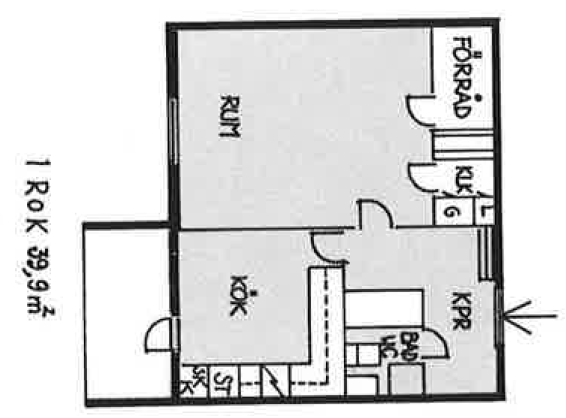 FÖRRÅD
RUM
KLK
L
G
KPR
KÖK
BAD
WC
ST
SK
K
1 RoK 39,9 m²